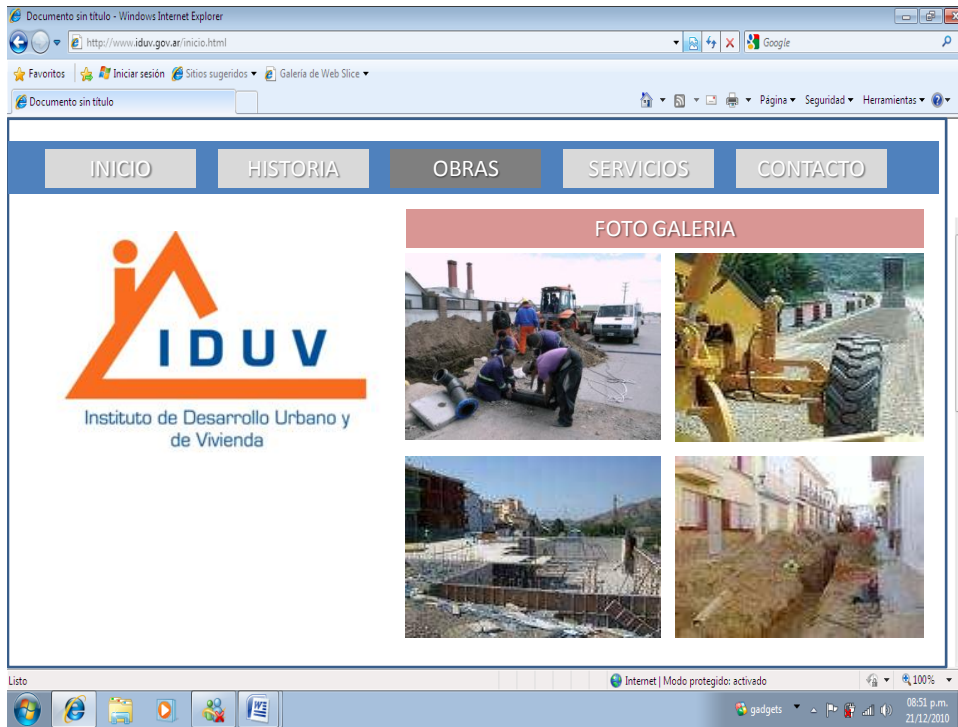 Documento sin título - Windows Internet Explorer
http://www.iduv.gov.ar/inicio.html
Google
Favoritos
Iniciar sesión
Sitios sugeridos
Galería de Web Slice
Documento sin título
Página
Seguridad
Herramientas
INICIO
HISTORIA
OBRAS
SERVICIOS
CONTACTO
FOTO GALERIA
IDUV
Instituto de Desarrollo Urbano y
de Vivienda
Listo
Internet | Modo protegido: activado
100%
gadgets
08:51 p.m.
21/12/2010